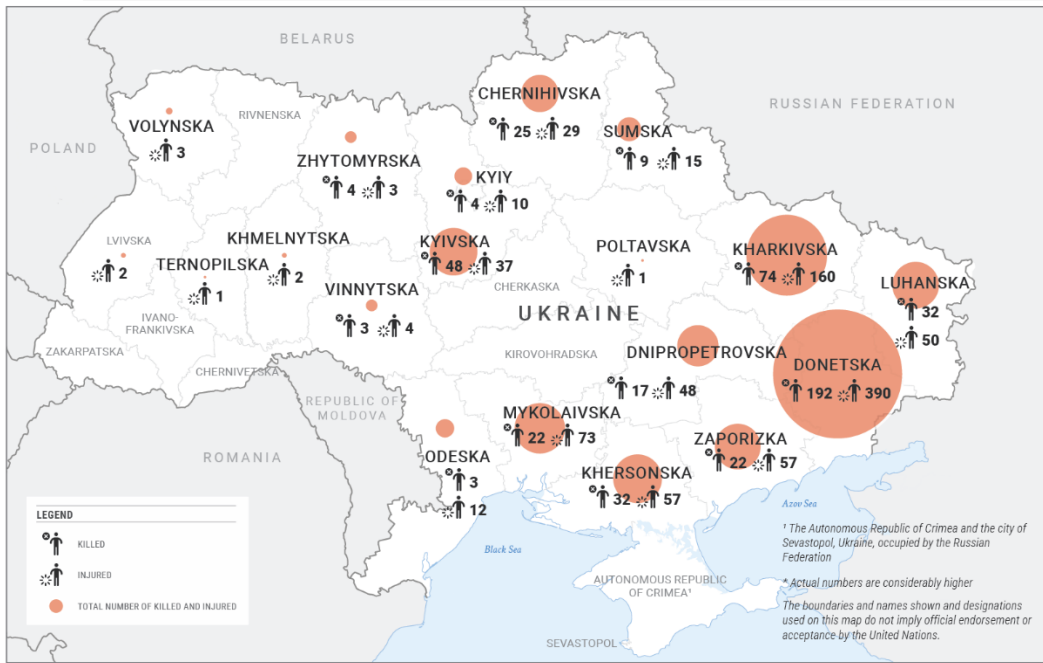 BELARUS
CHERNIHIVSKA
25 29
RUSSIAN FEDERATION
RIVNENSKA
VOLYNSKA
3
SUMSKA
9 15
POLAND
ZHYTOMYRSKA
4 3
KYIV
4 10
LVIVSKA
2
KHMELNYTSKA
2
TERNOPILSKA
1
KYIVSKA
48 37
POLTAVSKA
1
KHARKIVSKA
74 160
LUHANSKA
32
50
VINNYTSKA
3 4
CHERKASKA
UKRAINE
IVANO-
FRANKIVSKA
ZAKARPATSKA
CHERNIVETSKA
KIROVOHRADSKA
DNIPROPETROVSKA
17 48
DONETSKA
192 390
REPUBLIC OF
MOLDOVA
ROMANIA
MYKOLAIVSKA
22 73
ZAPORIZKA
22 57
ODESKA
3
12
KHERSONSKA
32 57
Azov Sea
Black Sea
AUTONOMOUS REPUBLIC
OF CRIMEA¹
SEVASTOPOL
LEGEND
KILLED
INJURED
TOTAL NUMBER OF KILLED AND INJURED
¹ The Autonomous Republic of Crimea and the city of
Sevastopol, Ukraine, occupied by the Russian
Federation
* Actual numbers are considerably higher
The boundaries and names shown and designations
used on this map do not imply official endorsement or
acceptance by the United Nations.